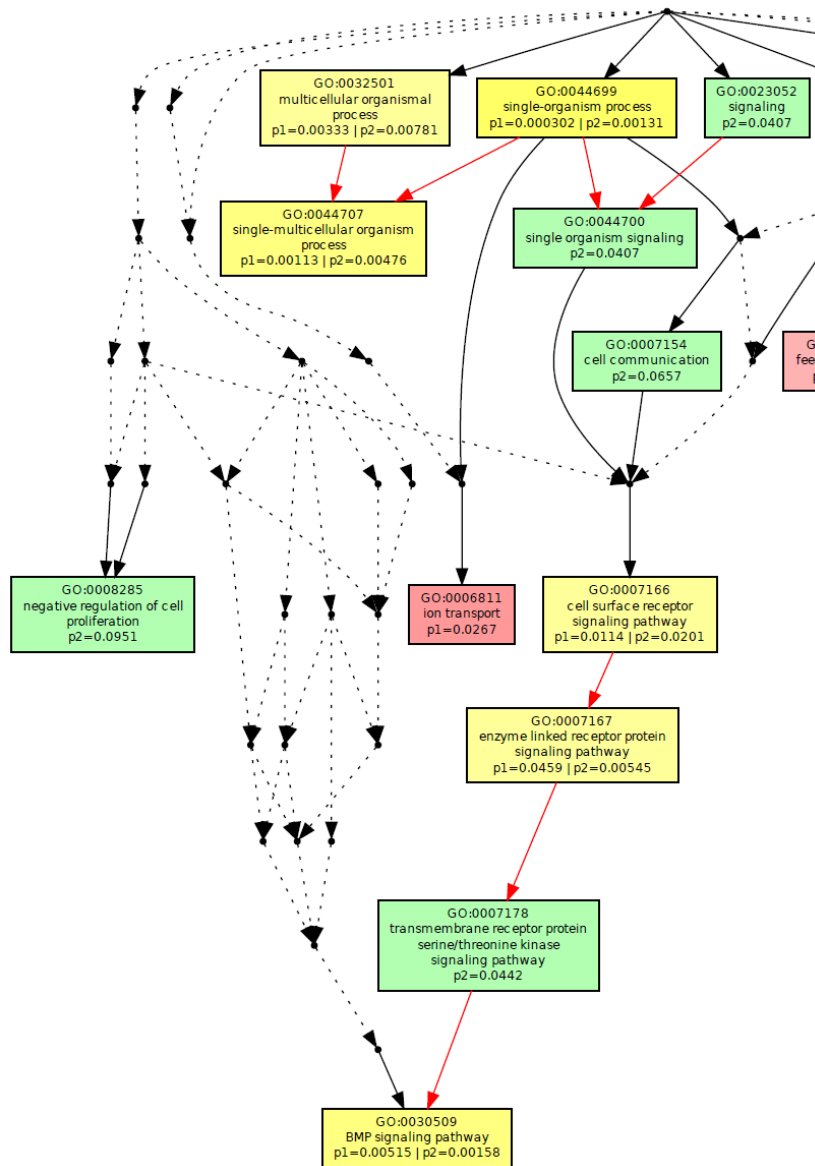 GO:0032501
multicellular organismal
process
p1=0.00333 | p2=0.00781
GO:0044699
single-organism process
p1=0.000302 | p2=0.00131
GO:0023052
signaling
p2=0.0407
GO:0044707
single-multicellular organism
process
p1=0.00113 | p2=0.00476
GO:0044700
single organism signaling
p2=0.0407
GO:0007154
cell communication
p2=0.0657
G
fee
p
GO:0008285
negative regulation of cell
proliferation
p2=0.0951
GO:0006811
ion transport
p1=0.0267
GO:0007166
cell surface receptor
signaling pathway
p1=0.0114 | p2=0.0201
GO:0007167
enzyme linked receptor protein
signaling pathway
p1=0.0459 | p2=0.00545
GO:0007178
transmembrane receptor protein
serine/threonine kinase
signaling pathway
p2=0.0442
GO:0030509
BMP signaling pathway
p1=0.00515 | p2=0.00158